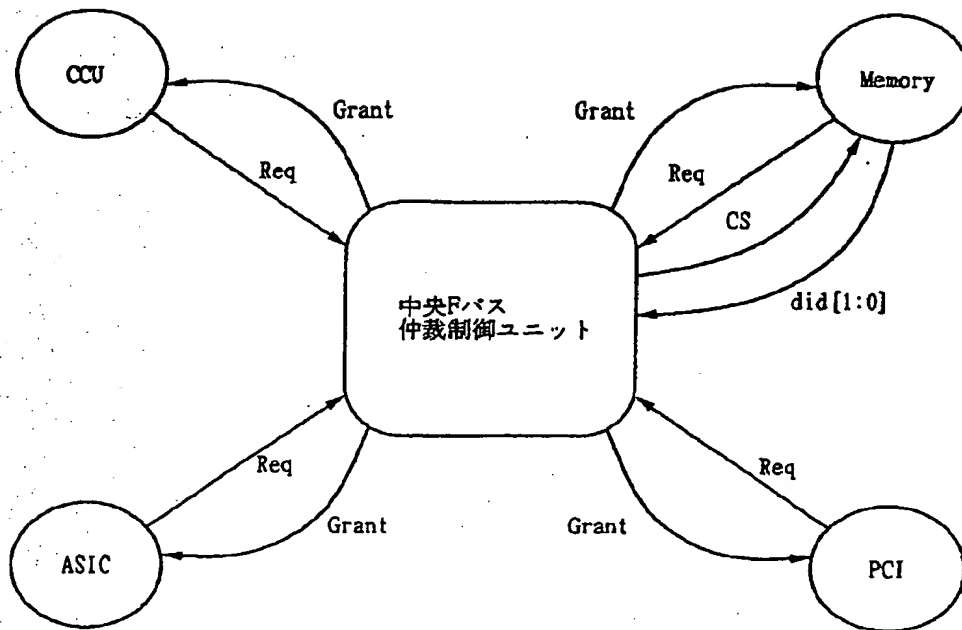 CCU
Memory
Grant
Grant
Req
Req
CS
did[1:0]
中央Fバス
仲裁制御ユニット
Req
Req
Grant
Grant
ASIC
PCI